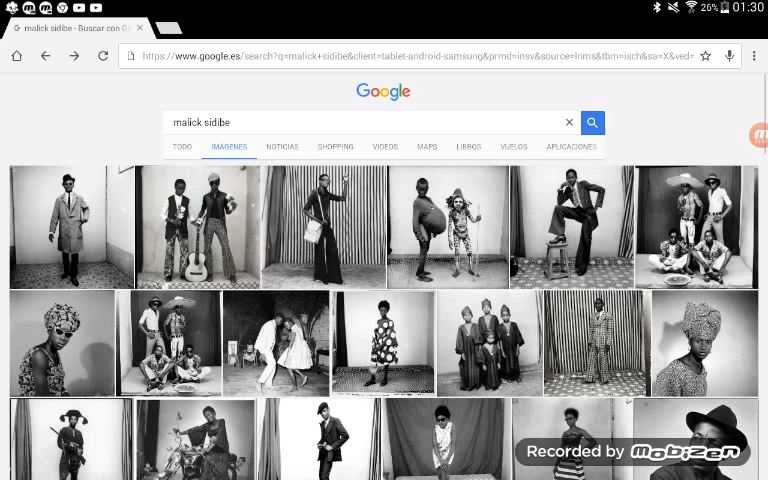 26% 01:30
malick sidibe - Buscar con G
https://www.google.es/search?q=malick+sidibe&client=tablet-android-samsung&prmd=insv&source=lnms&tbm=isch&sa=X&ved=
Google
malick sidibe
TODO IMÁGENES NOTICIAS SHOPPING VÍDEOS MAPS LIBROS VUELOS APLICACIONES
Recorded by Mobizen